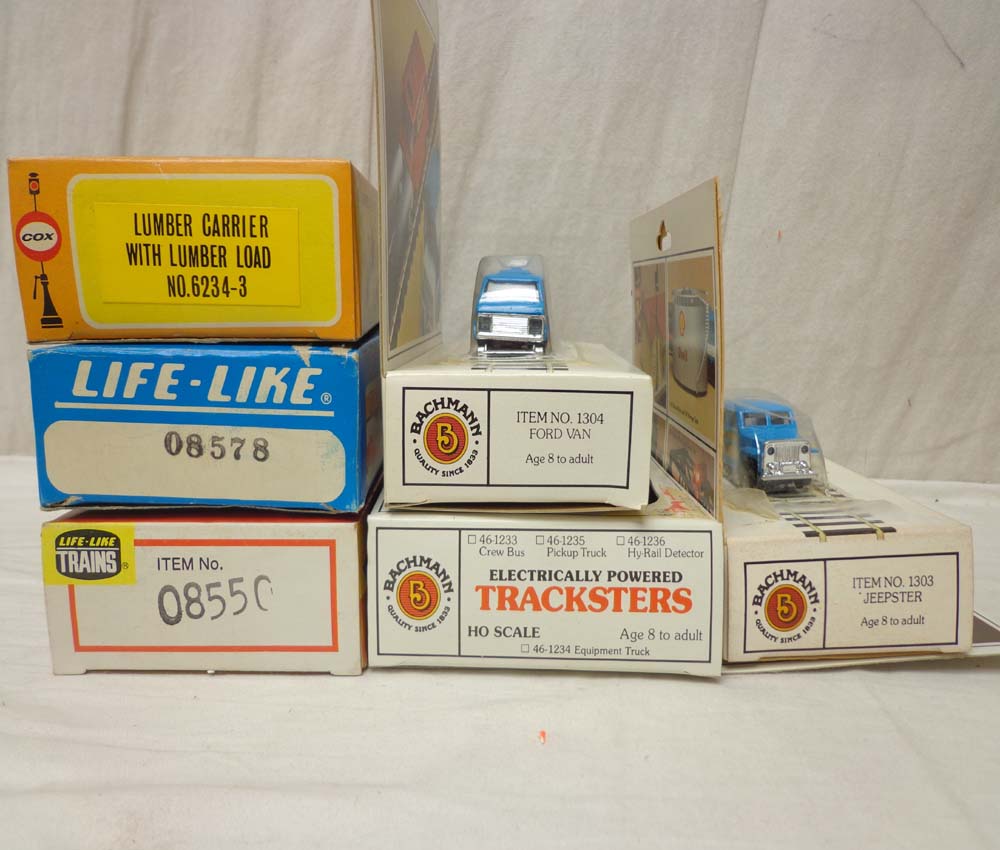 COX
LUMBER CARRIER
WITH LUMBER LOAD
NO.6234-3
LIFE-LIKE®
08578
LIFE-LIKE
TRAINS®
ITEM No.
0855
BACHMANN
B
QUALITY SINCE 1833
ITEM NO. 1304
FORD VAN
Age 8 to adult
BACHMANN
B
QUALITY SINCE 1833
☐ 46-1233 ☐ 46-1235 ☐ 46-1236
Crew Bus Pickup Truck Hy-Rail Detector
ELECTRICALLY POWERED
TRACKSTERS
HO SCALE Age 8 to adult
☐ 46-1234 Equipment Truck
Shell
BACHMANN
B
QUALITY SINCE 1833
ITEM NO. 1303
JEEPSTER
Age 8 to adult